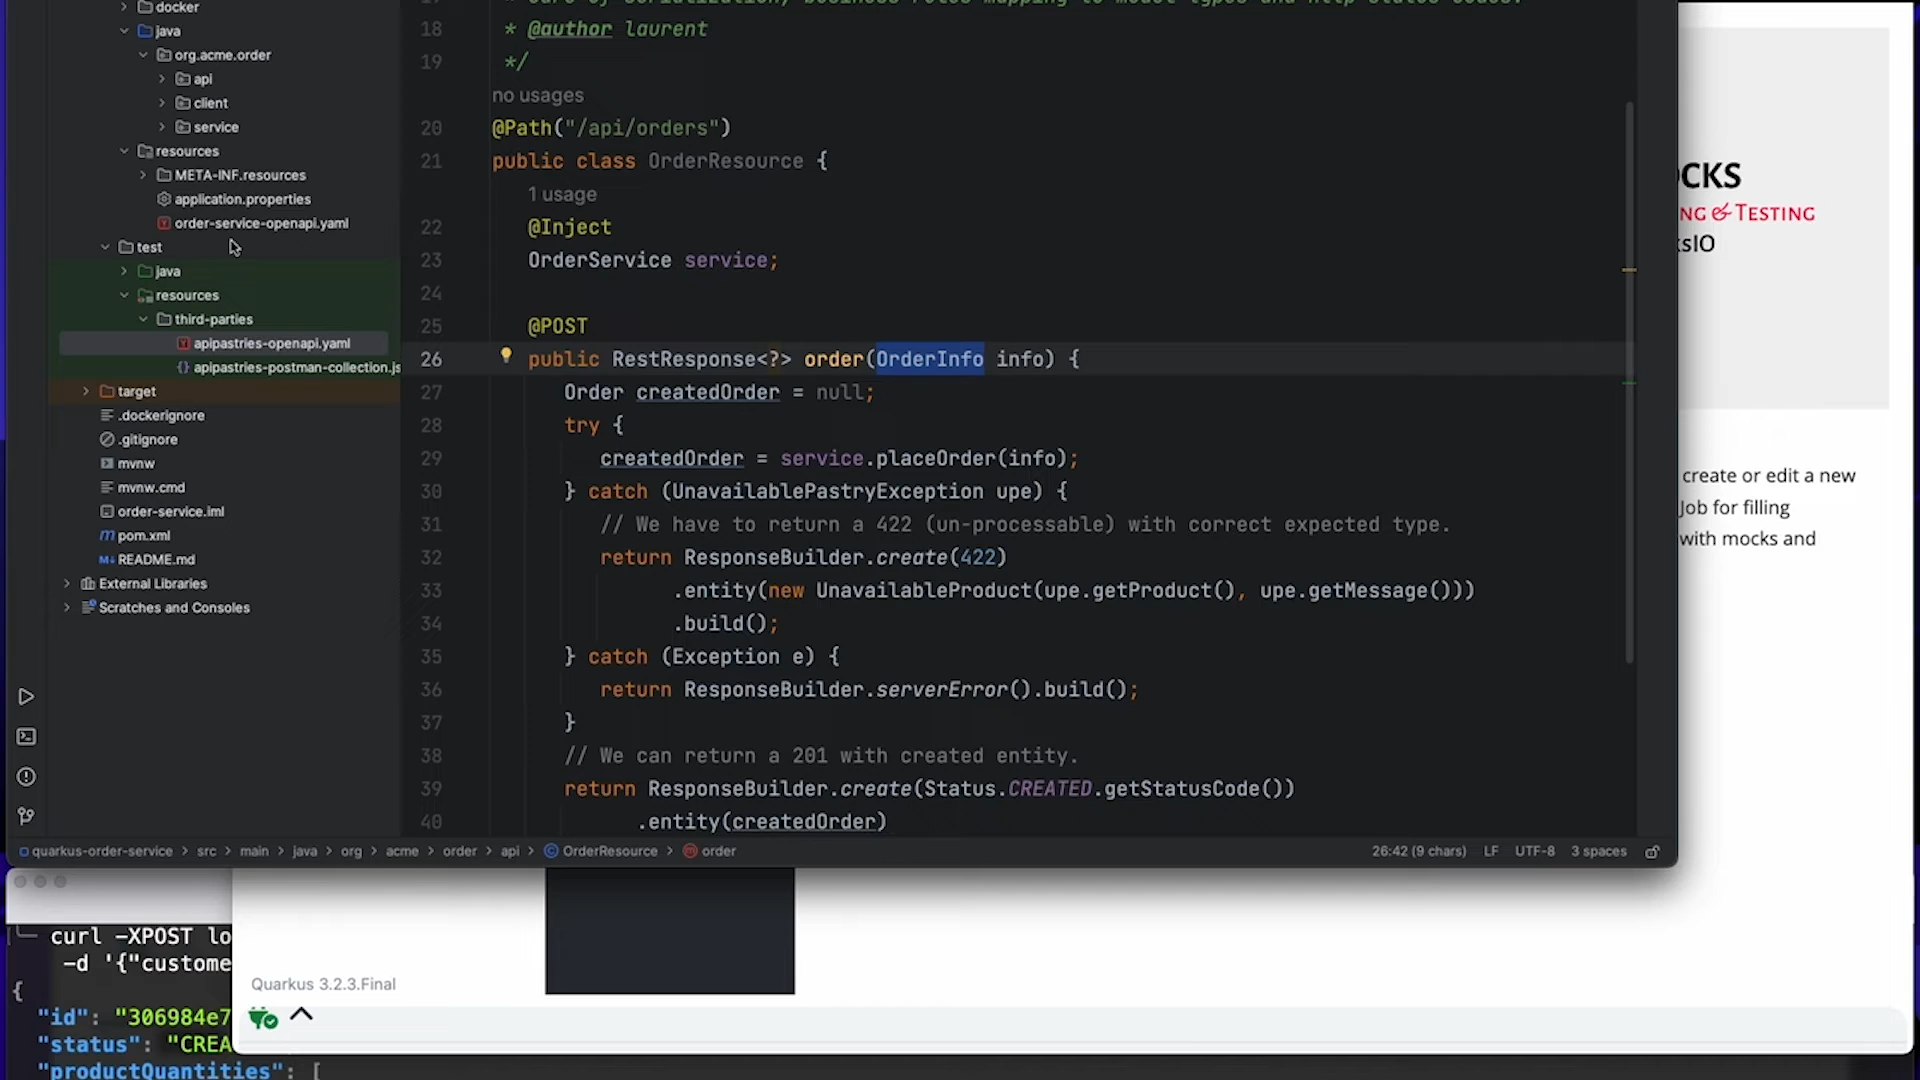 docker
java
org.acme.order
api
client
service
resources
META-INF.resources
application.properties
order-service-openapi.yaml
test
java
resources
third-parties
apipastries-openapi.yaml
apipastries-postman-collection.js
target
.dockerignore
.gitignore
mvnw
mvnw.cmd
order-service.iml
pom.xml
README.md
External Libraries
Scratches and Consoles
18 * @author laurent
19 */
no usages
20 @Path("/api/orders")
21 public class OrderResource {
1 usage
22 @Inject
23 OrderService service;
24
25 @POST
26 public RestResponse<?> order(OrderInfo info) {
27 Order createdOrder = null;
28 try {
29 createdOrder = service.placeOrder(info);
30 } catch (UnavailablePastryException upe) {
31 // We have to return a 422 (un-processable) with correct expected type.
32 return ResponseBuilder.create(422)
33 .entity(new UnavailableProduct(upe.getProduct(), upe.getMessage()))
34 .build();
35 } catch (Exception e) {
36 return ResponseBuilder.serverError().build();
37 }
38 // We can return a 201 with created entity.
39 return ResponseBuilder.create(Status.CREATED.getStatusCode())
40 .entity(createdOrder)
quarkus-order-service > src > main > java > org > acme > order > api > OrderResource > order
26:42 (9 chars) LF UTF-8 3 spaces
OCKS
NG & TESTING
ksIO
create or edit a new
Job for filling
with mocks and
curl -XPOST lo
-d '{"custome
{
"id": "306984e7
"status": "CREA
"productQuantities": [
Quarkus 3.2.3.Final